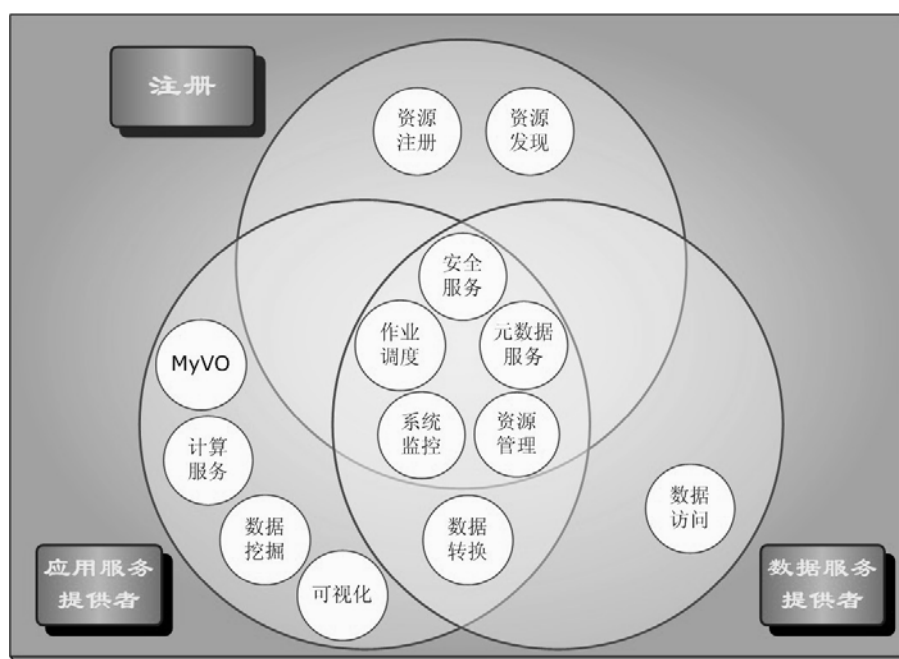 注册
资源
注册
资源
发现
安全
服务
作业
调度
元数据
服务
MyVO
系统
监控
资源
管理
计算
服务
数据
访问
数据
挖掘
数据
转换
可视化
应用服务
提供者
数据服务
提供者